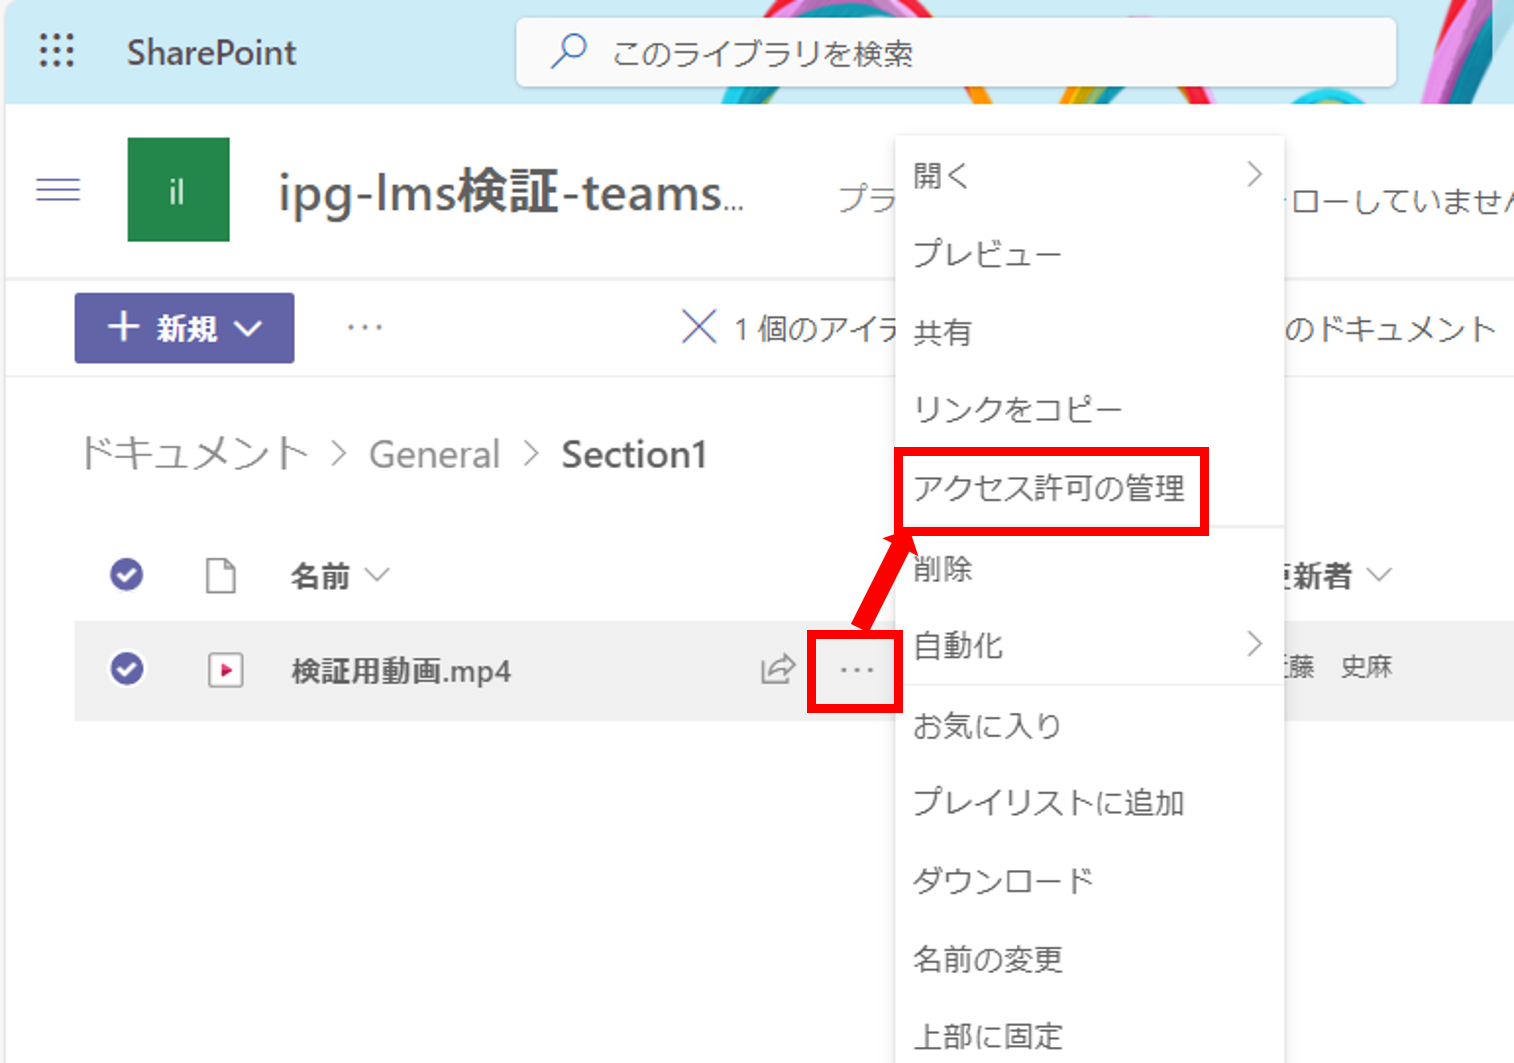 SharePoint
このライブラリを検索
il
ipg-lms検証-teams...
プラ
ローしていません
新規
1 個のアイテ
のドキュメント
ドキュメント > General > Section1
名前
更新者
検証用動画.mp4
藤 史麻
開く
プレビュー
共有
リンクをコピー
アクセス許可の管理
削除
自動化
お気に入り
プレイリストに追加
ダウンロード
名前の変更
上部に固定